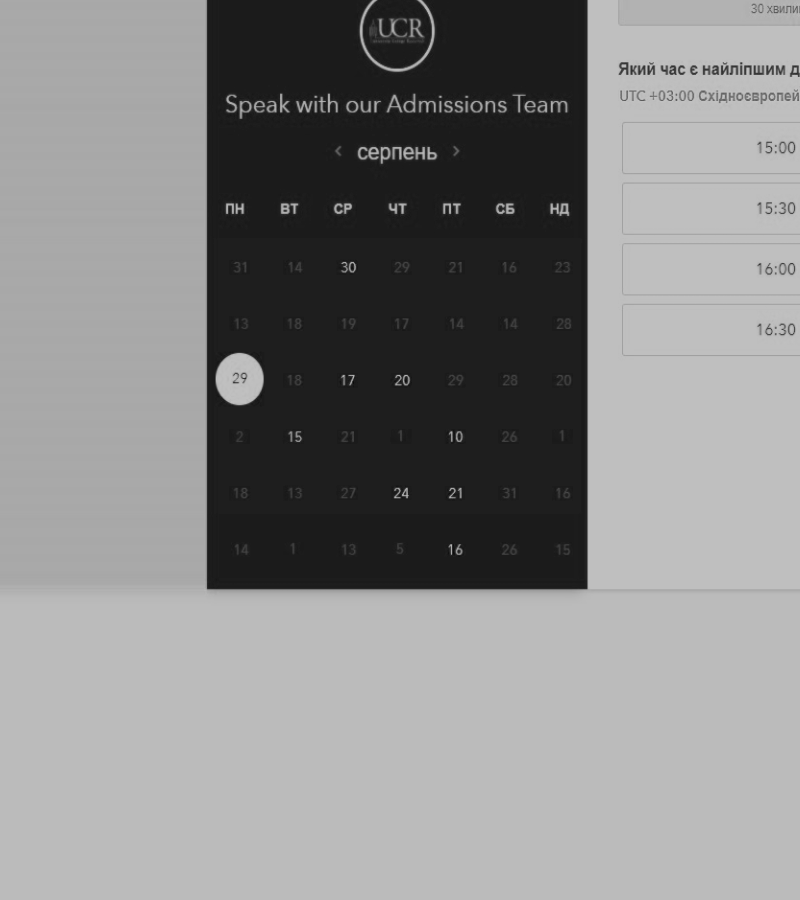 UCR
Speak with our Admissions Team
серпень
ПН ВТ СР ЧТ ПТ СБ НД
31 14 30 29 21 16 23
13 18 19 17 14 14 28
29 18 17 20 29 28 20
2 15 21 1 10 26 1
18 13 27 24 21 31 16
14 1 13 5 16 26 15
30 хвили
Який час є найліпшим д
UTC +03:00 Східноєвропей
15:00
15:30
16:00
16:30